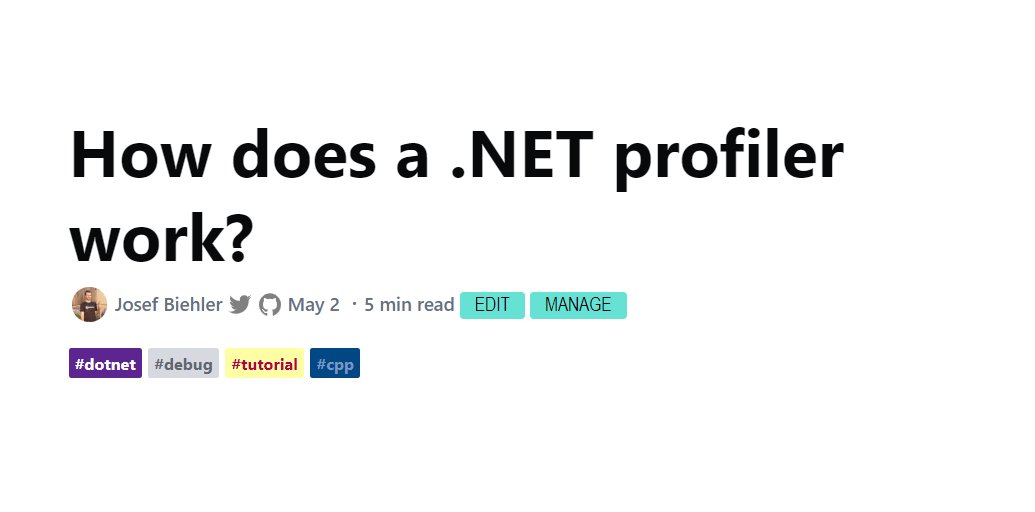 How does a .NET profiler
work?
Josef Biehler May 2 · 5 min read EDIT MANAGE
#dotnet #debug #tutorial #cpp